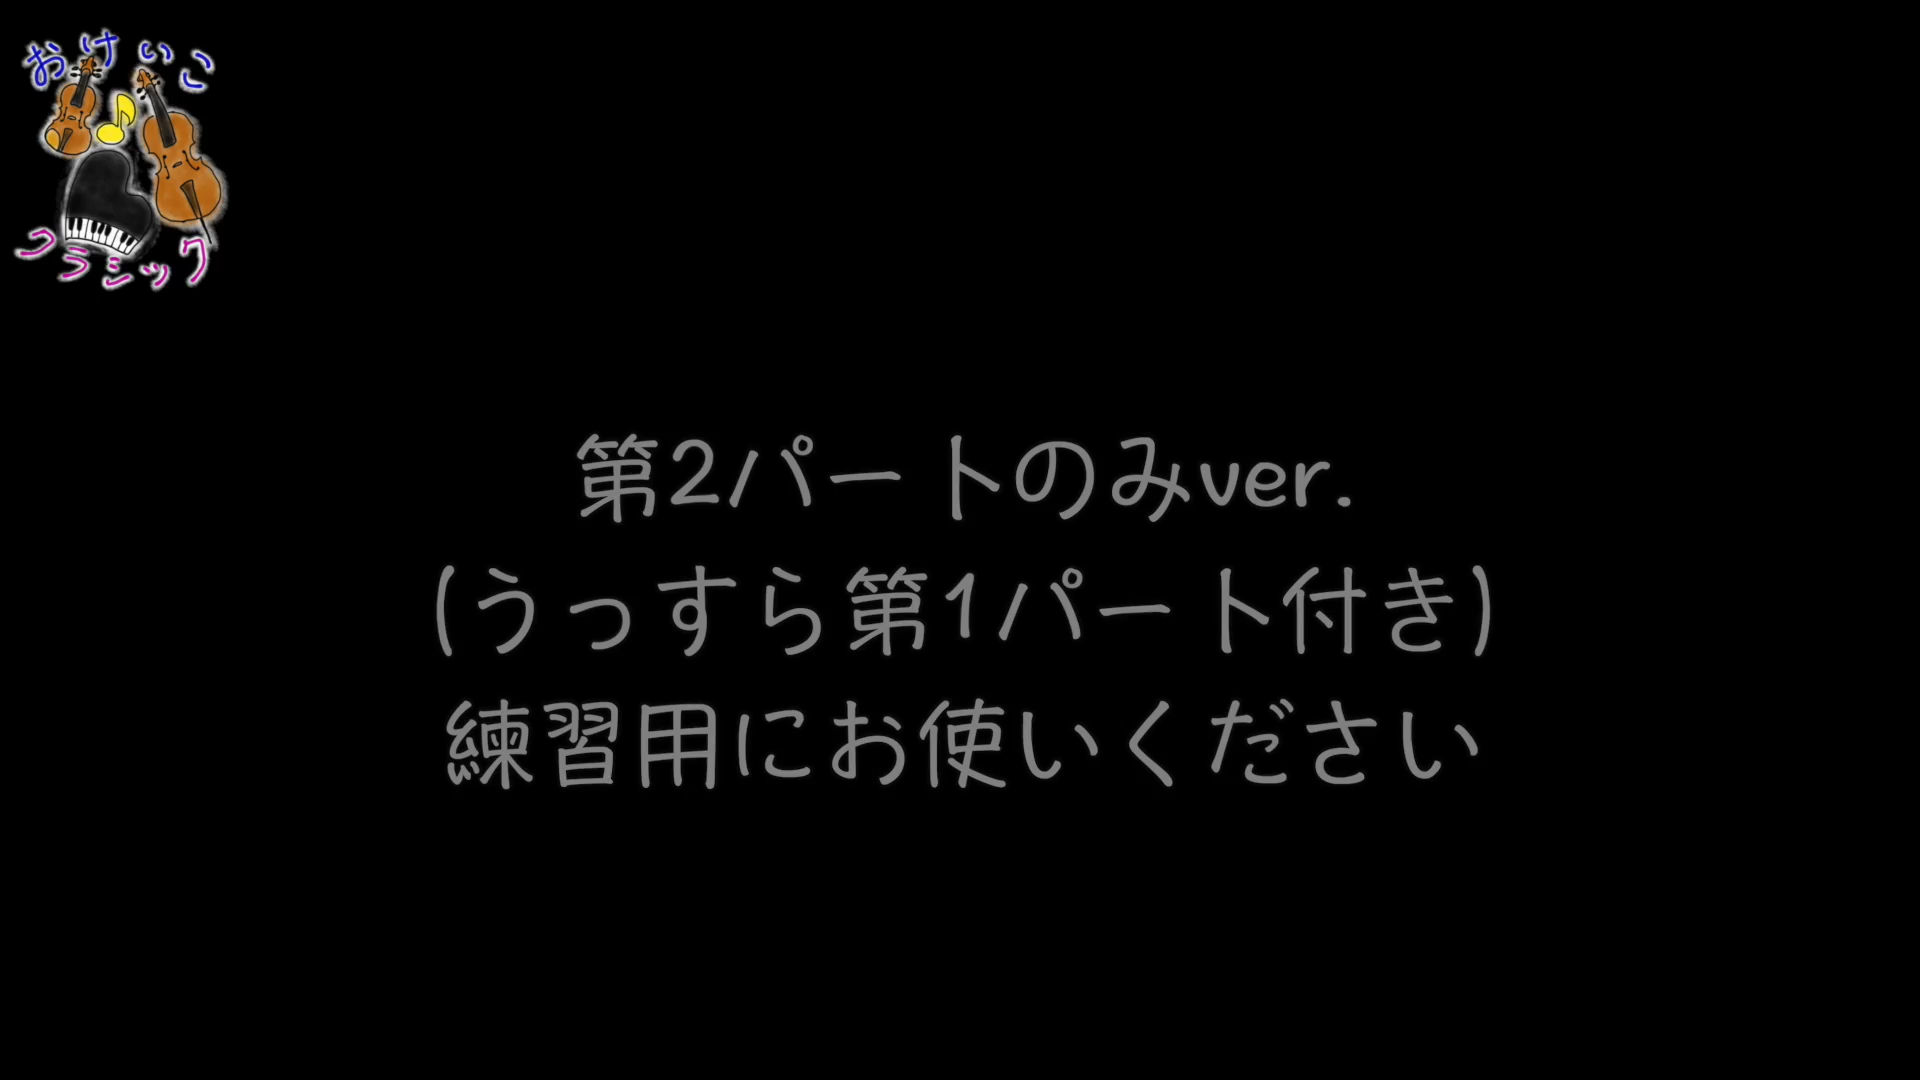 おけいこ
クラシック
第2パートのみver.
(うっすら第1パート付き)
練習用にお使いください